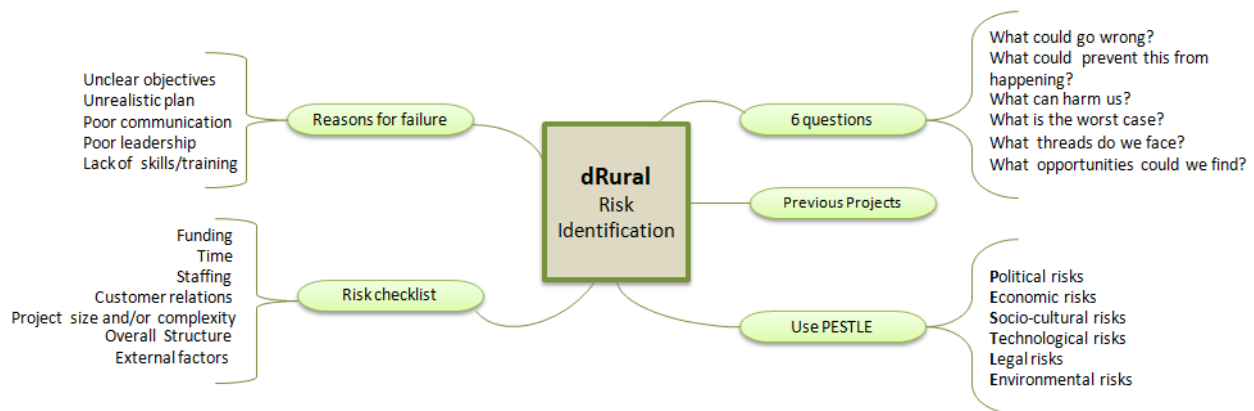 Unclear objectives
Unrealistic plan
Poor communication
Poor leadership
Lack of skills/training
Reasons for failure
Funding
Time
Staffing
Customer relations
Project size and/or complexity
Overall Structure
External factors
Risk checklist
dRural
Risk
Identification
6 questions
What could go wrong?
What could prevent this from
happening?
What can harm us?
What is the worst case?
What threads do we face?
What opportunities could we find?
Previous Projects
Use PESTLE
Political risks
Economic risks
Socio-cultural risks
Technological risks
Legal risks
Environmental risks